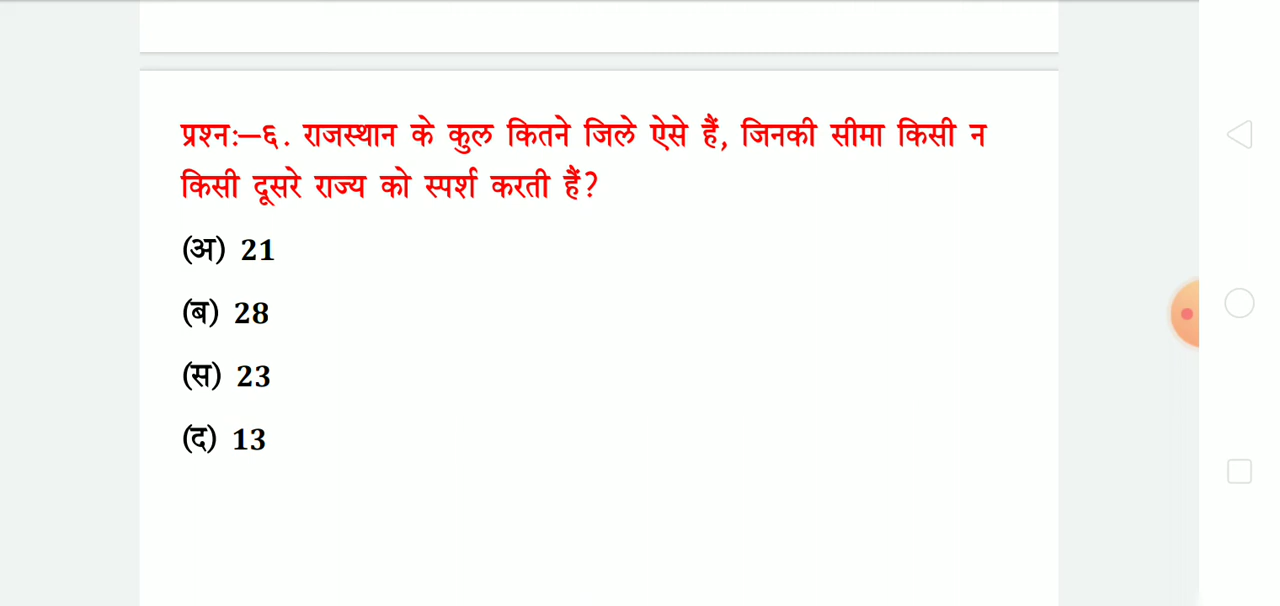 प्रश्नः–६. राजस्थान के कुल कितने जिले ऐसे हैं, जिनकी सीमा किसी न
किसी दूसरे राज्य को स्पर्श करती हैं?
(अ) 21
(ब) 28
(स) 23
(द) 13